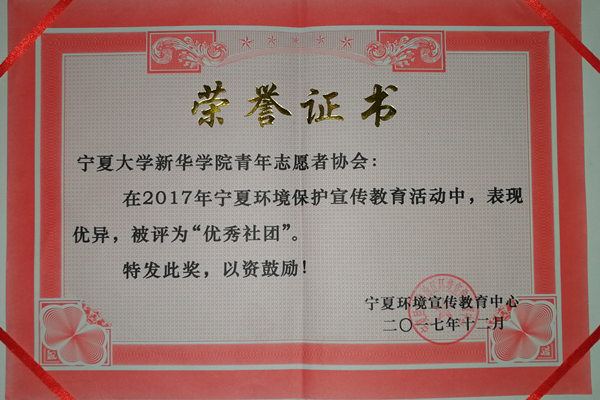 荣誉证书
宁夏大学新华学院青年志愿者协会：
在2017年宁夏环境保护宣传教育活动中，表现
优异，被评为“优秀社团”。
特发此奖，以资鼓励！
宁夏环境宣传教育中心
二〇一七年十二月